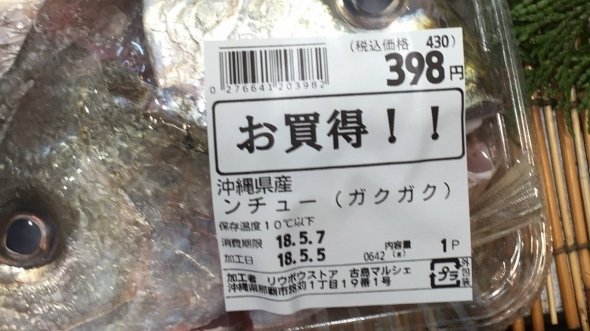 (税込価格 430)
398円
0 276641 203982
お買得!!
沖縄県産
ンチュー(ガクガク)
保存温度10℃以下
消費期限 18.5.7
加工日 18.5.5
0642 (*)
内容量 1P
加工者 リウボウストア 古島マルシェ
沖縄県那覇市銘苅1丁目19番1号
プラ